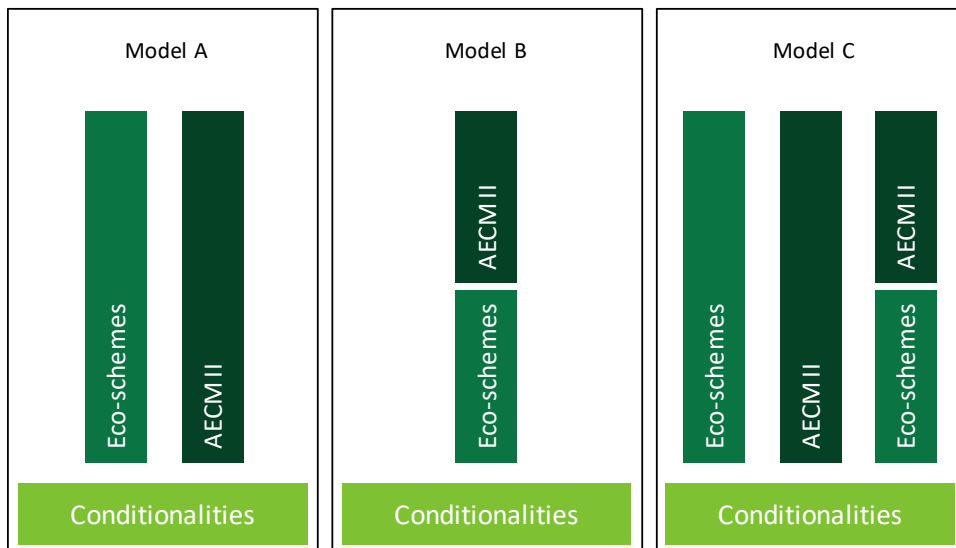 Model A
Eco-schemes
AECM II
Conditionalities
Model B
AECM II
Eco-schemes
Conditionalities
Model C
Eco-schemes
AECM II
AECM II
Eco-schemes
Conditionalities